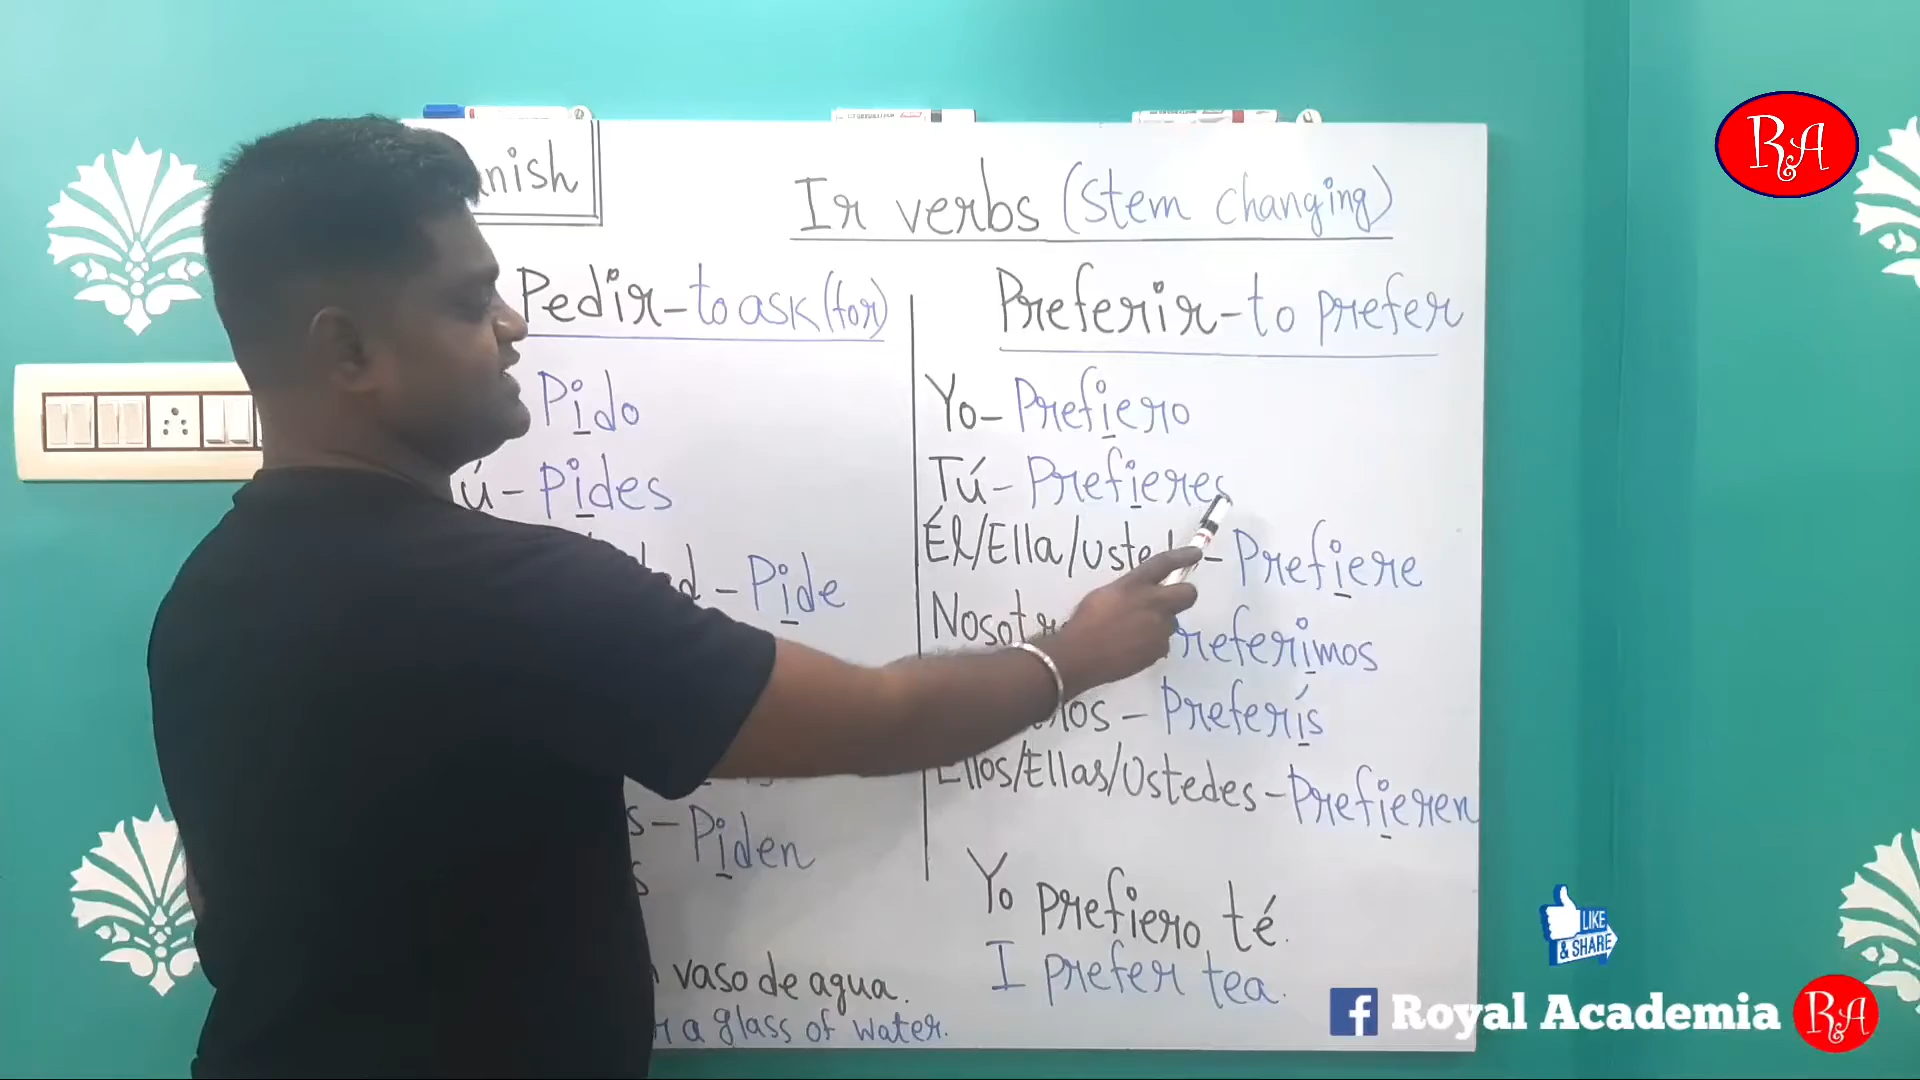 nish
Ir verbs (Stem changing)
Pedir-to ask (for)
Pido
ú-Pides
-Pide
s-Piden
vaso de agua.
a glass of water.
Preferir-to prefer
Yo-Prefiero
Tú-Prefieres
Él/Ella/Usted-Prefiere
Nosotr Preferimos
-Preferís
Ellos/Ellas/Ustedes-Prefieren
Yo prefiero té.
I prefer tea.
RA
LIKE
& SHARE
f Royal Academia RA